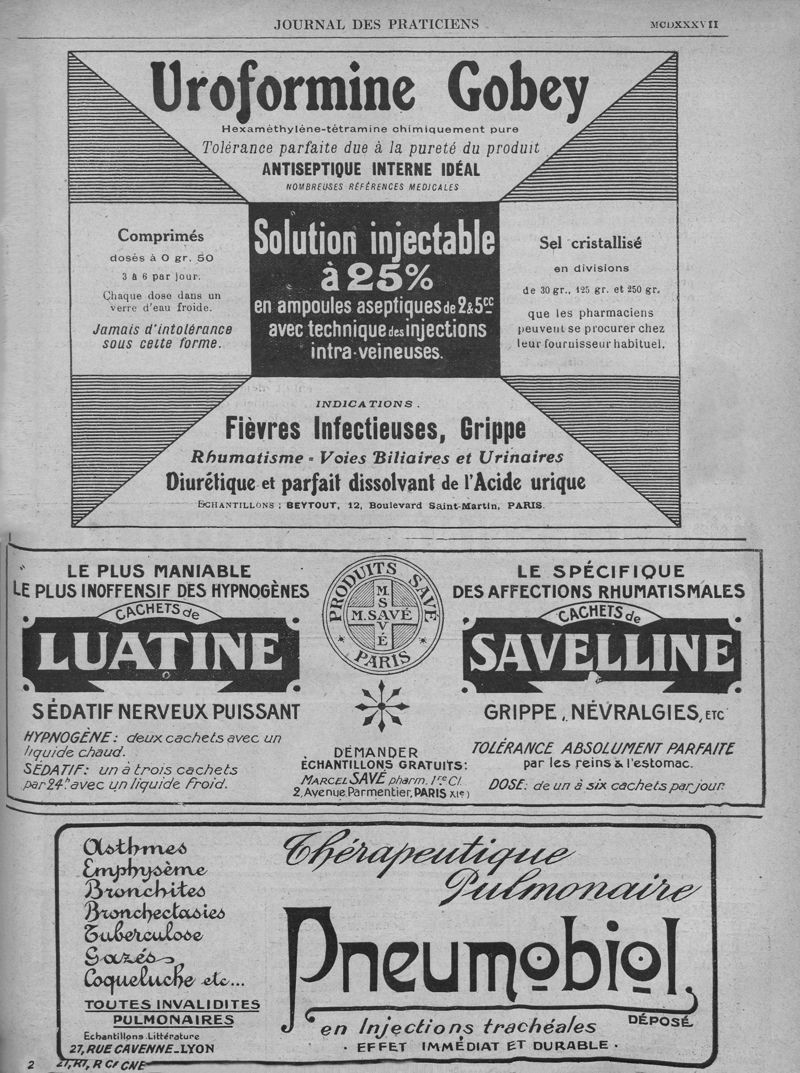 JOURNAL DES PRATICIENS
MCDXXXVII
Uroformine Gobey
Hexaméthylène-tétramine chimiquement pure
Tolérance parfaite due à la pureté du produit
ANTISEPTIQUE INTERNE IDÉAL
NOMBREUSES RÉFÉRENCES MEDICALES
Comprimés
dosés à 0 gr. 50
3 à 6 par jour.
Chaque dose dans un
verre d'eau froide.
Jamais d'intolérance
sous cette forme.
Solution injectable
à 25%
en ampoules aseptiques de 2 & 5cc
avec technique des injections
intra-veineuses.
Sel cristallisé
en divisions
de 30 gr., 125 gr. et 250 gr.
que les pharmaciens
peuvent se procurer chez
leur fournisseur habituel.
INDICATIONS.
Fièvres Infectieuses, Grippe
Rhumatisme - Voies Biliaires et Urinaires
Diurétique et parfait dissolvant de l'Acide urique
ECHANTILLONS : BEYTOUT, 12, Boulevard Saint-Martin, PARIS.
LE PLUS MANIABLE
LE PLUS INOFFENSIF DES HYPNOGÈNES
CACHETS de
LUATINE
SÉDATIF NERVEUX PUISSANT
HYPNOGÈNE: deux cachets avec un
liquide chaud.
SÉDATIF: un à trois cachets
par 24h avec un liquide froid.
PRODUITS SAVÉ
M. SAVÉ
M. SAVÉ
PARIS
DEMANDER
ÉCHANTILLONS GRATUITS:
MARCEL SAVÉ pharm. 1re Cl.
2, Avenue Parmentier, PARIS XIe)
LE SPÉCIFIQUE
DES AFFECTIONS RHUMATISMALES
CACHETS de
SAVELLINE
GRIPPE, NÉVRALGIES, ETC
TOLÉRANCE ABSOLUMENT PARFAITE
par les reins & l'estomac.
DOSE: de un à six cachets par jour
Asthmes
Emphysème
Bronchites
Bronchectasies
Tuberculose
Gazés
Coqueluche etc...
TOUTES INVALIDITES
PULMONAIRES
Echantillons. Littérature
27, RUE CAVENNE_LYON
Thérapeutique
Pulmonaire
Pneumobiol
DÉPOSÉ
en Injections trachéales
· EFFET IMMÉDIAT ET DURABLE ·
2